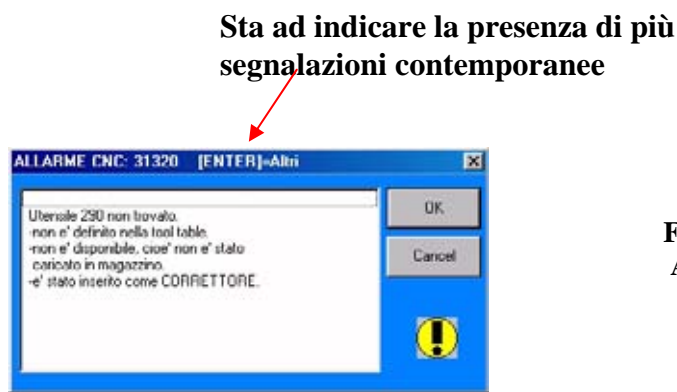 Sta ad indicare la presenza di più
segnalazioni contemporanee
ALLARME CNC: 31320 [ENTER]=Altri
Utensile 290 non trovato.
-non e' definito nella tool table.
-non e' disponibile, cioe' non e' stato
caricato in magazzino.
-e' stato inserito come CORRETTORE.
OK
Cancel
F
A